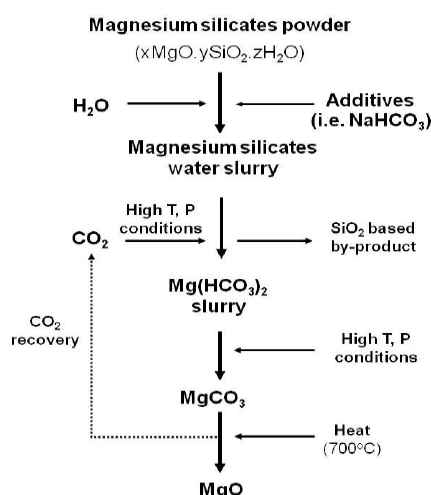 Magnesium silicates powder
(xMgO.ySiO₂.zH₂O)
H₂O
Additives
(i.e. NaHCO₃)
Magnesium silicates
water slurry
High T, P
conditions
CO₂
SiO₂ based
by-product
Mg(HCO₃)₂
slurry
CO₂
recovery
High T, P
conditions
MgCO₃
Heat
(700°C)
MgO